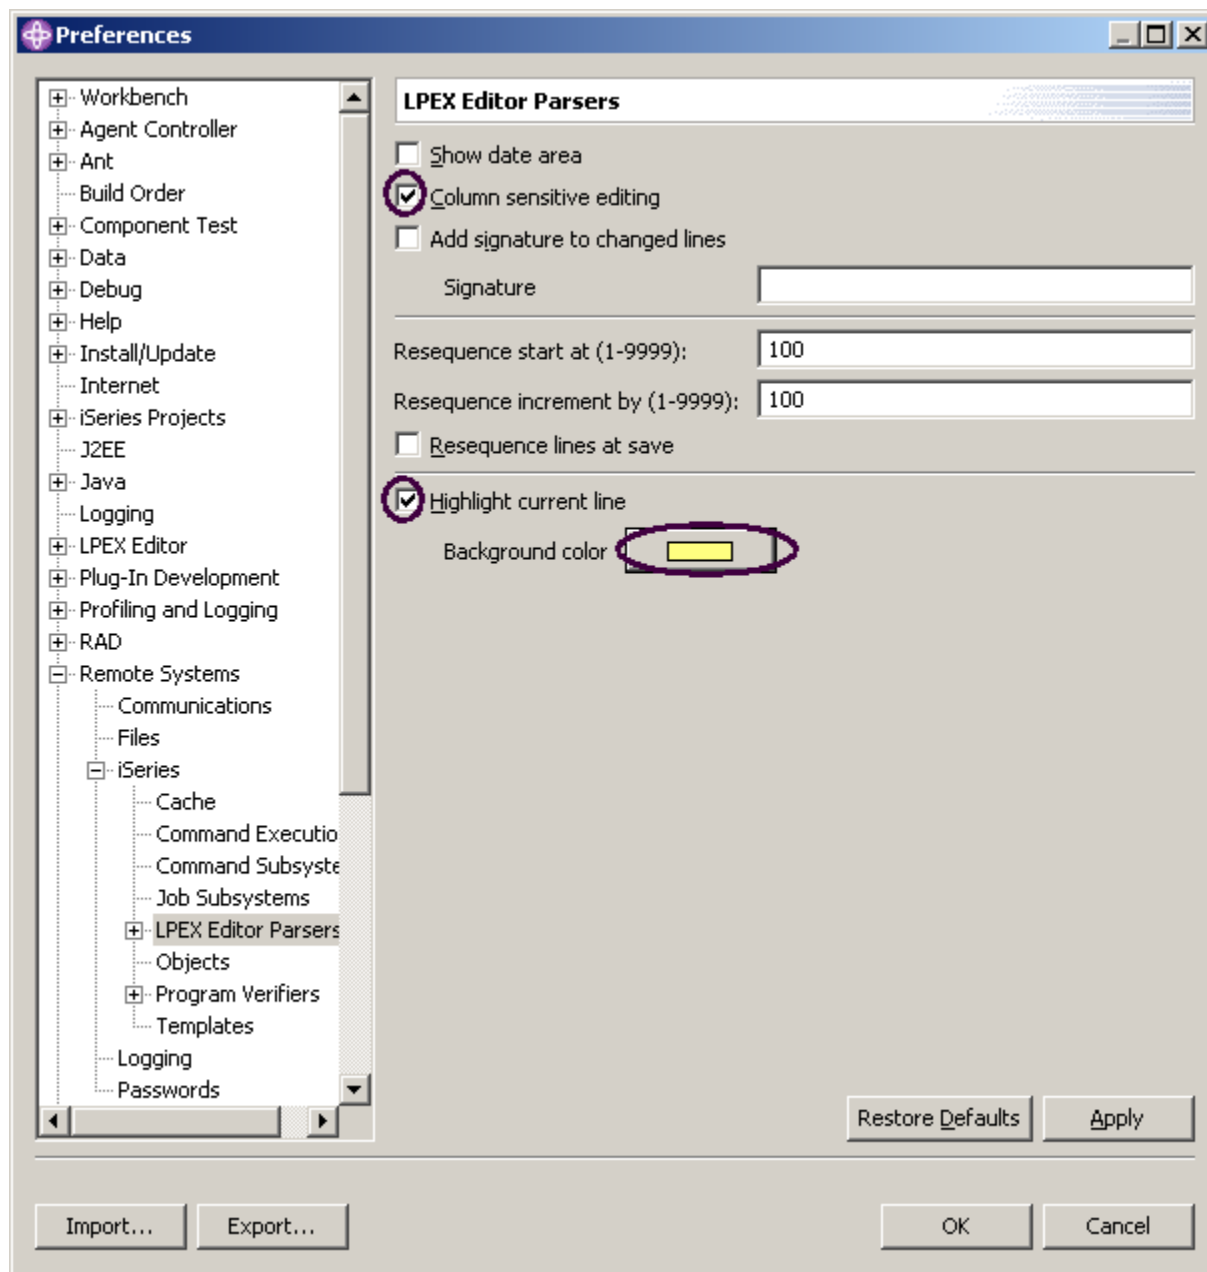 Preferences
Workbench
Agent Controller
Ant
Build Order
Component Test
Data
Debug
Help
Install/Update
Internet
iSeries Projects
J2EE
Java
Logging
LPEX Editor
Plug-In Development
Profiling and Logging
RAD
Remote Systems
Communications
Files
iSeries
Cache
Command Executio
Command Subsyste
Job Subsystems
LPEX Editor Parsers
Objects
Program Verifiers
Templates
Logging
Passwords
LPEX Editor Parsers
Show date area
Column sensitive editing
Add signature to changed lines
Signature
Resequence start at (1-9999): 100
Resequence increment by (1-9999): 100
Resequence lines at save
Highlight current line
Background color
Restore Defaults Apply
Import... Export... OK Cancel